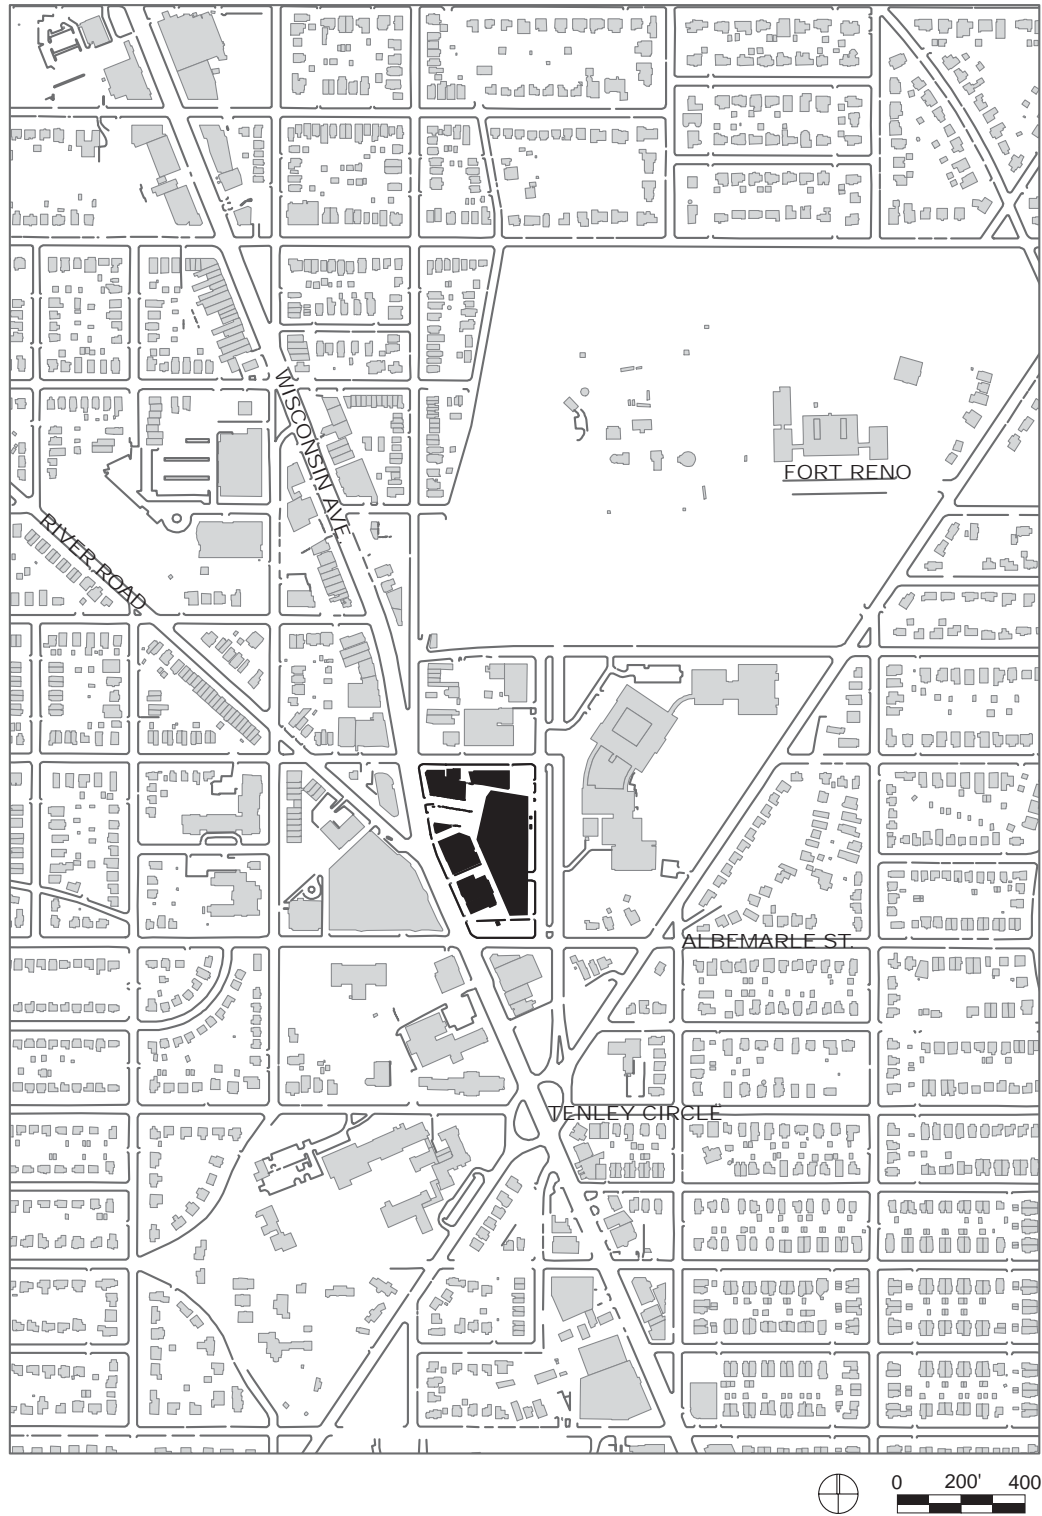 WISCONSIN AVE
FORT RENO
RIVER ROAD
ALBEMARLE ST.
TENLEY CIRCLE
0 200' 400